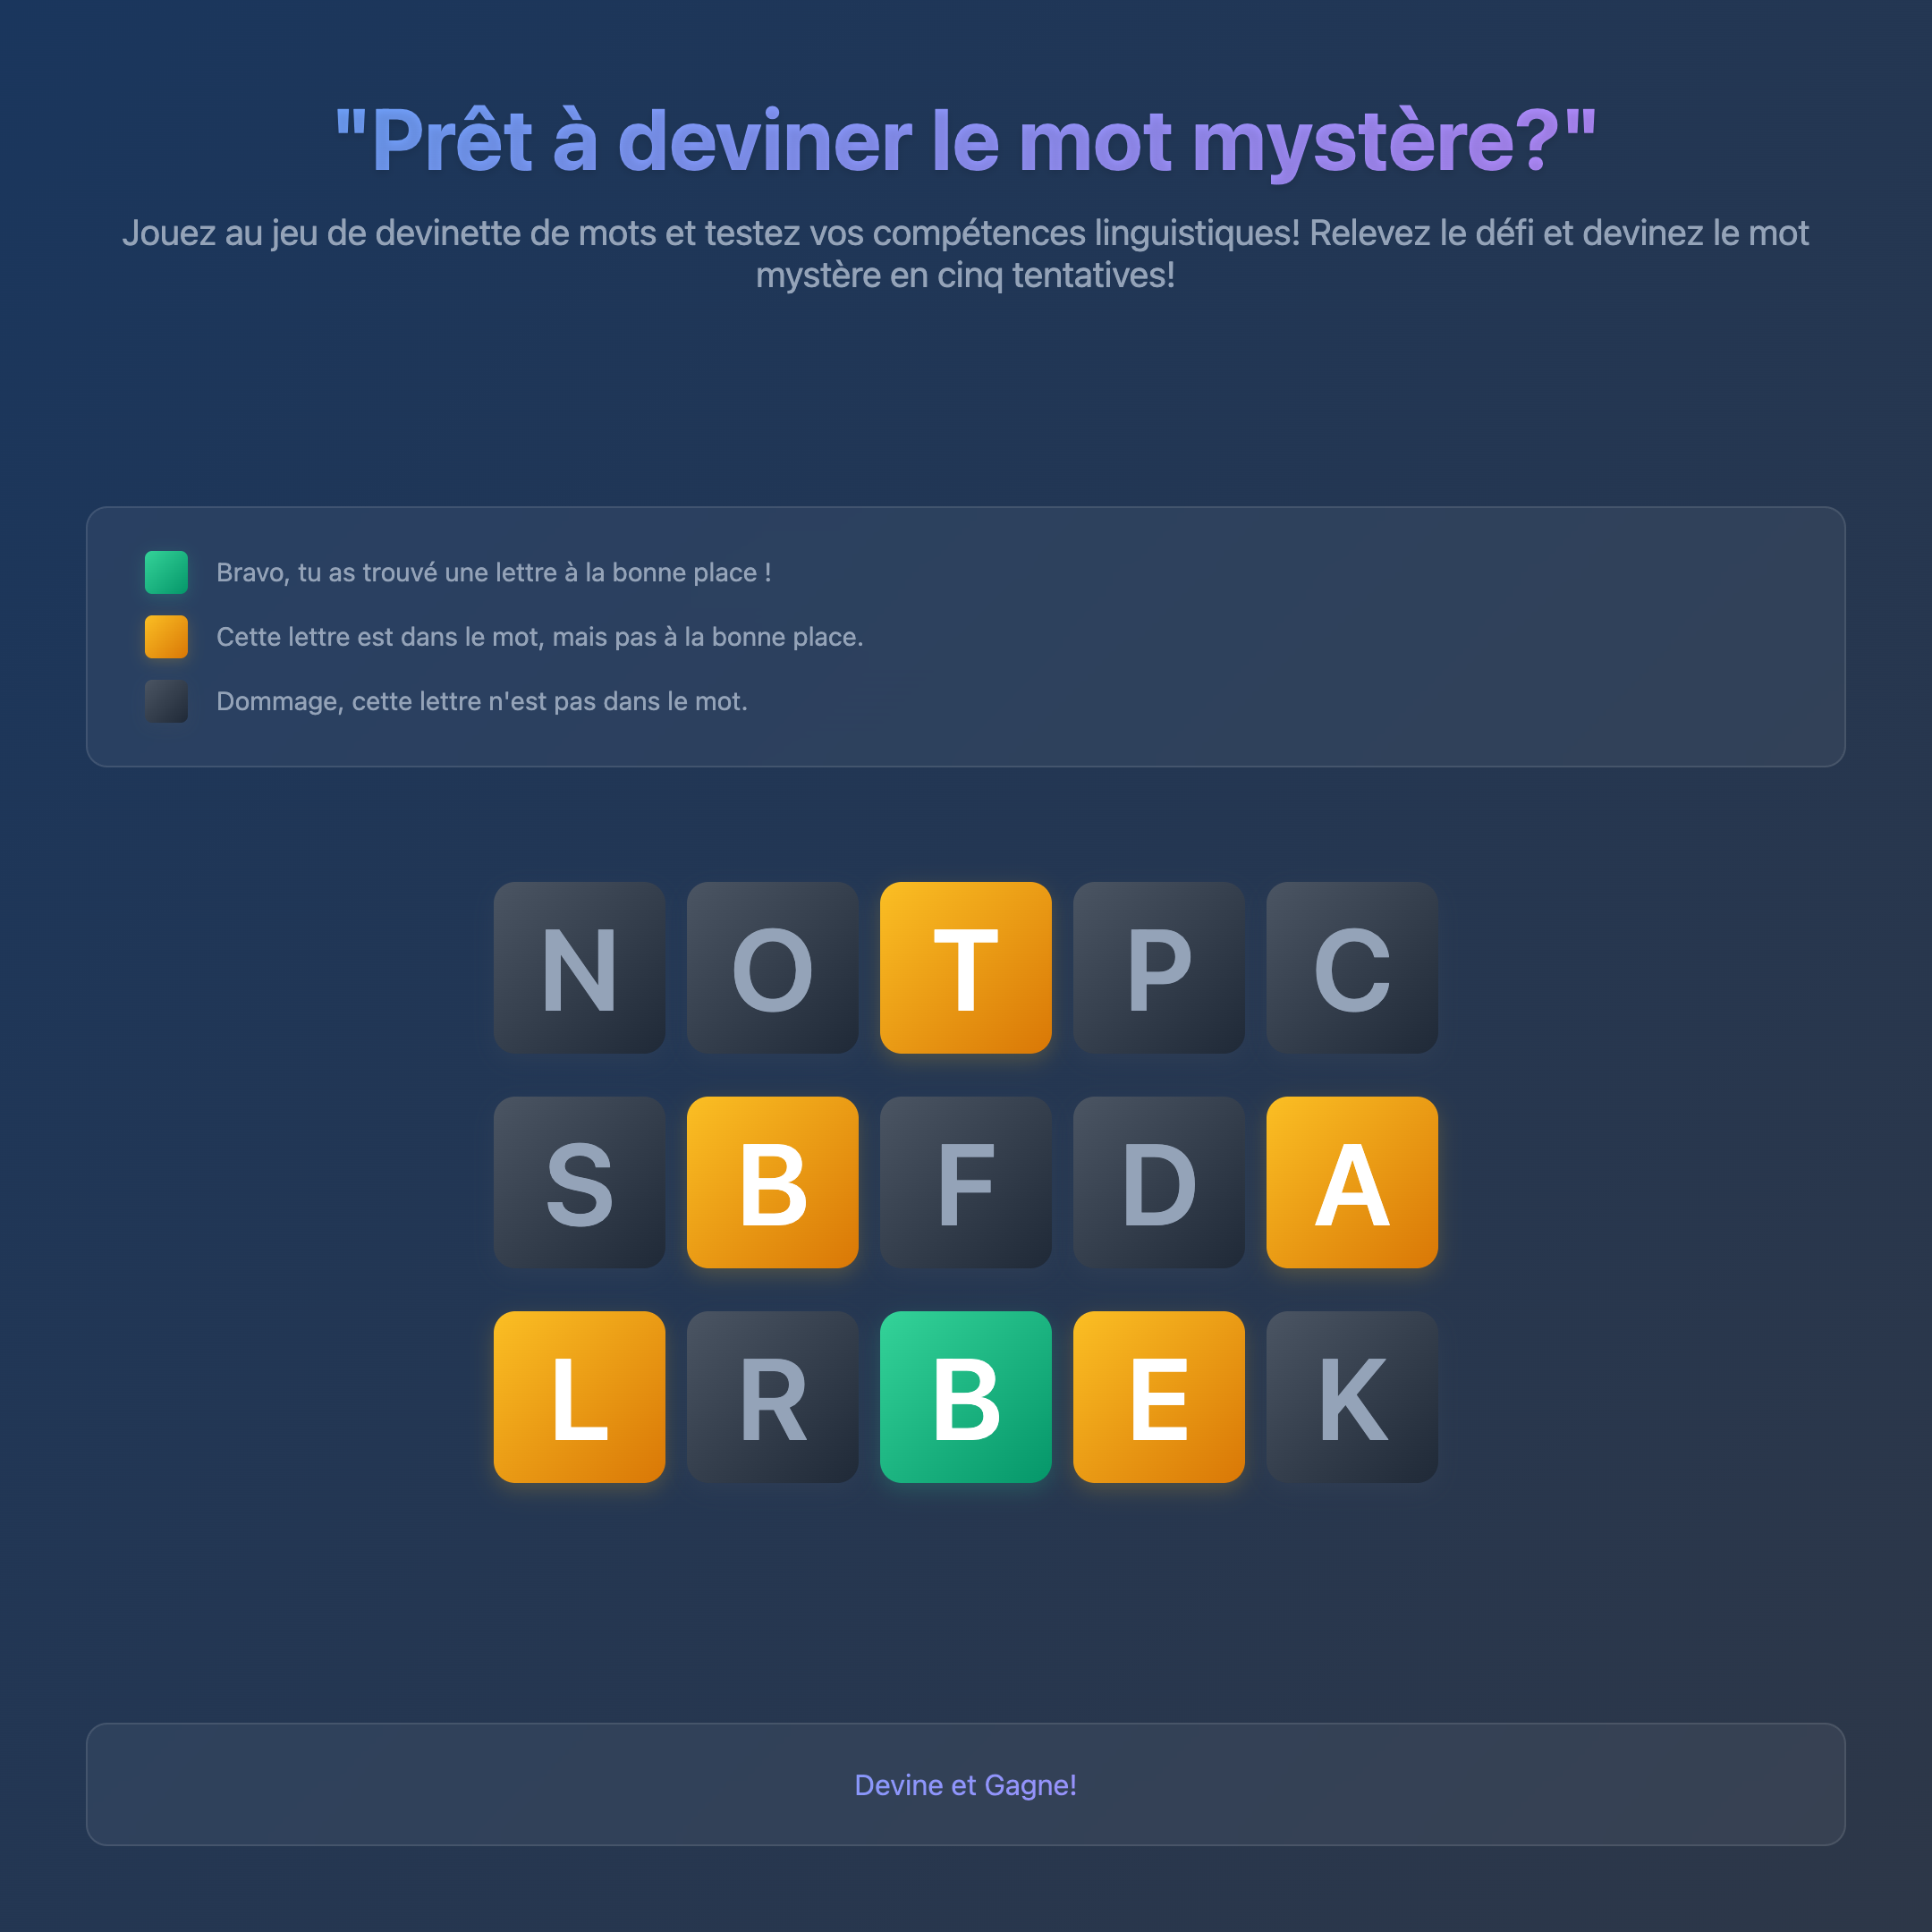 "Prêt à deviner le mot mystère?"
Jouez au jeu de devinette de mots et testez vos compétences linguistiques! Relevez le défi et devinez le mot
mystère en cinq tentatives!
Bravo, tu as trouvé une lettre à la bonne place !
Cette lettre est dans le mot, mais pas à la bonne place.
Dommage, cette lettre n'est pas dans le mot.
N O T P C
S B F D A
L R B E K
Devine et Gagne!